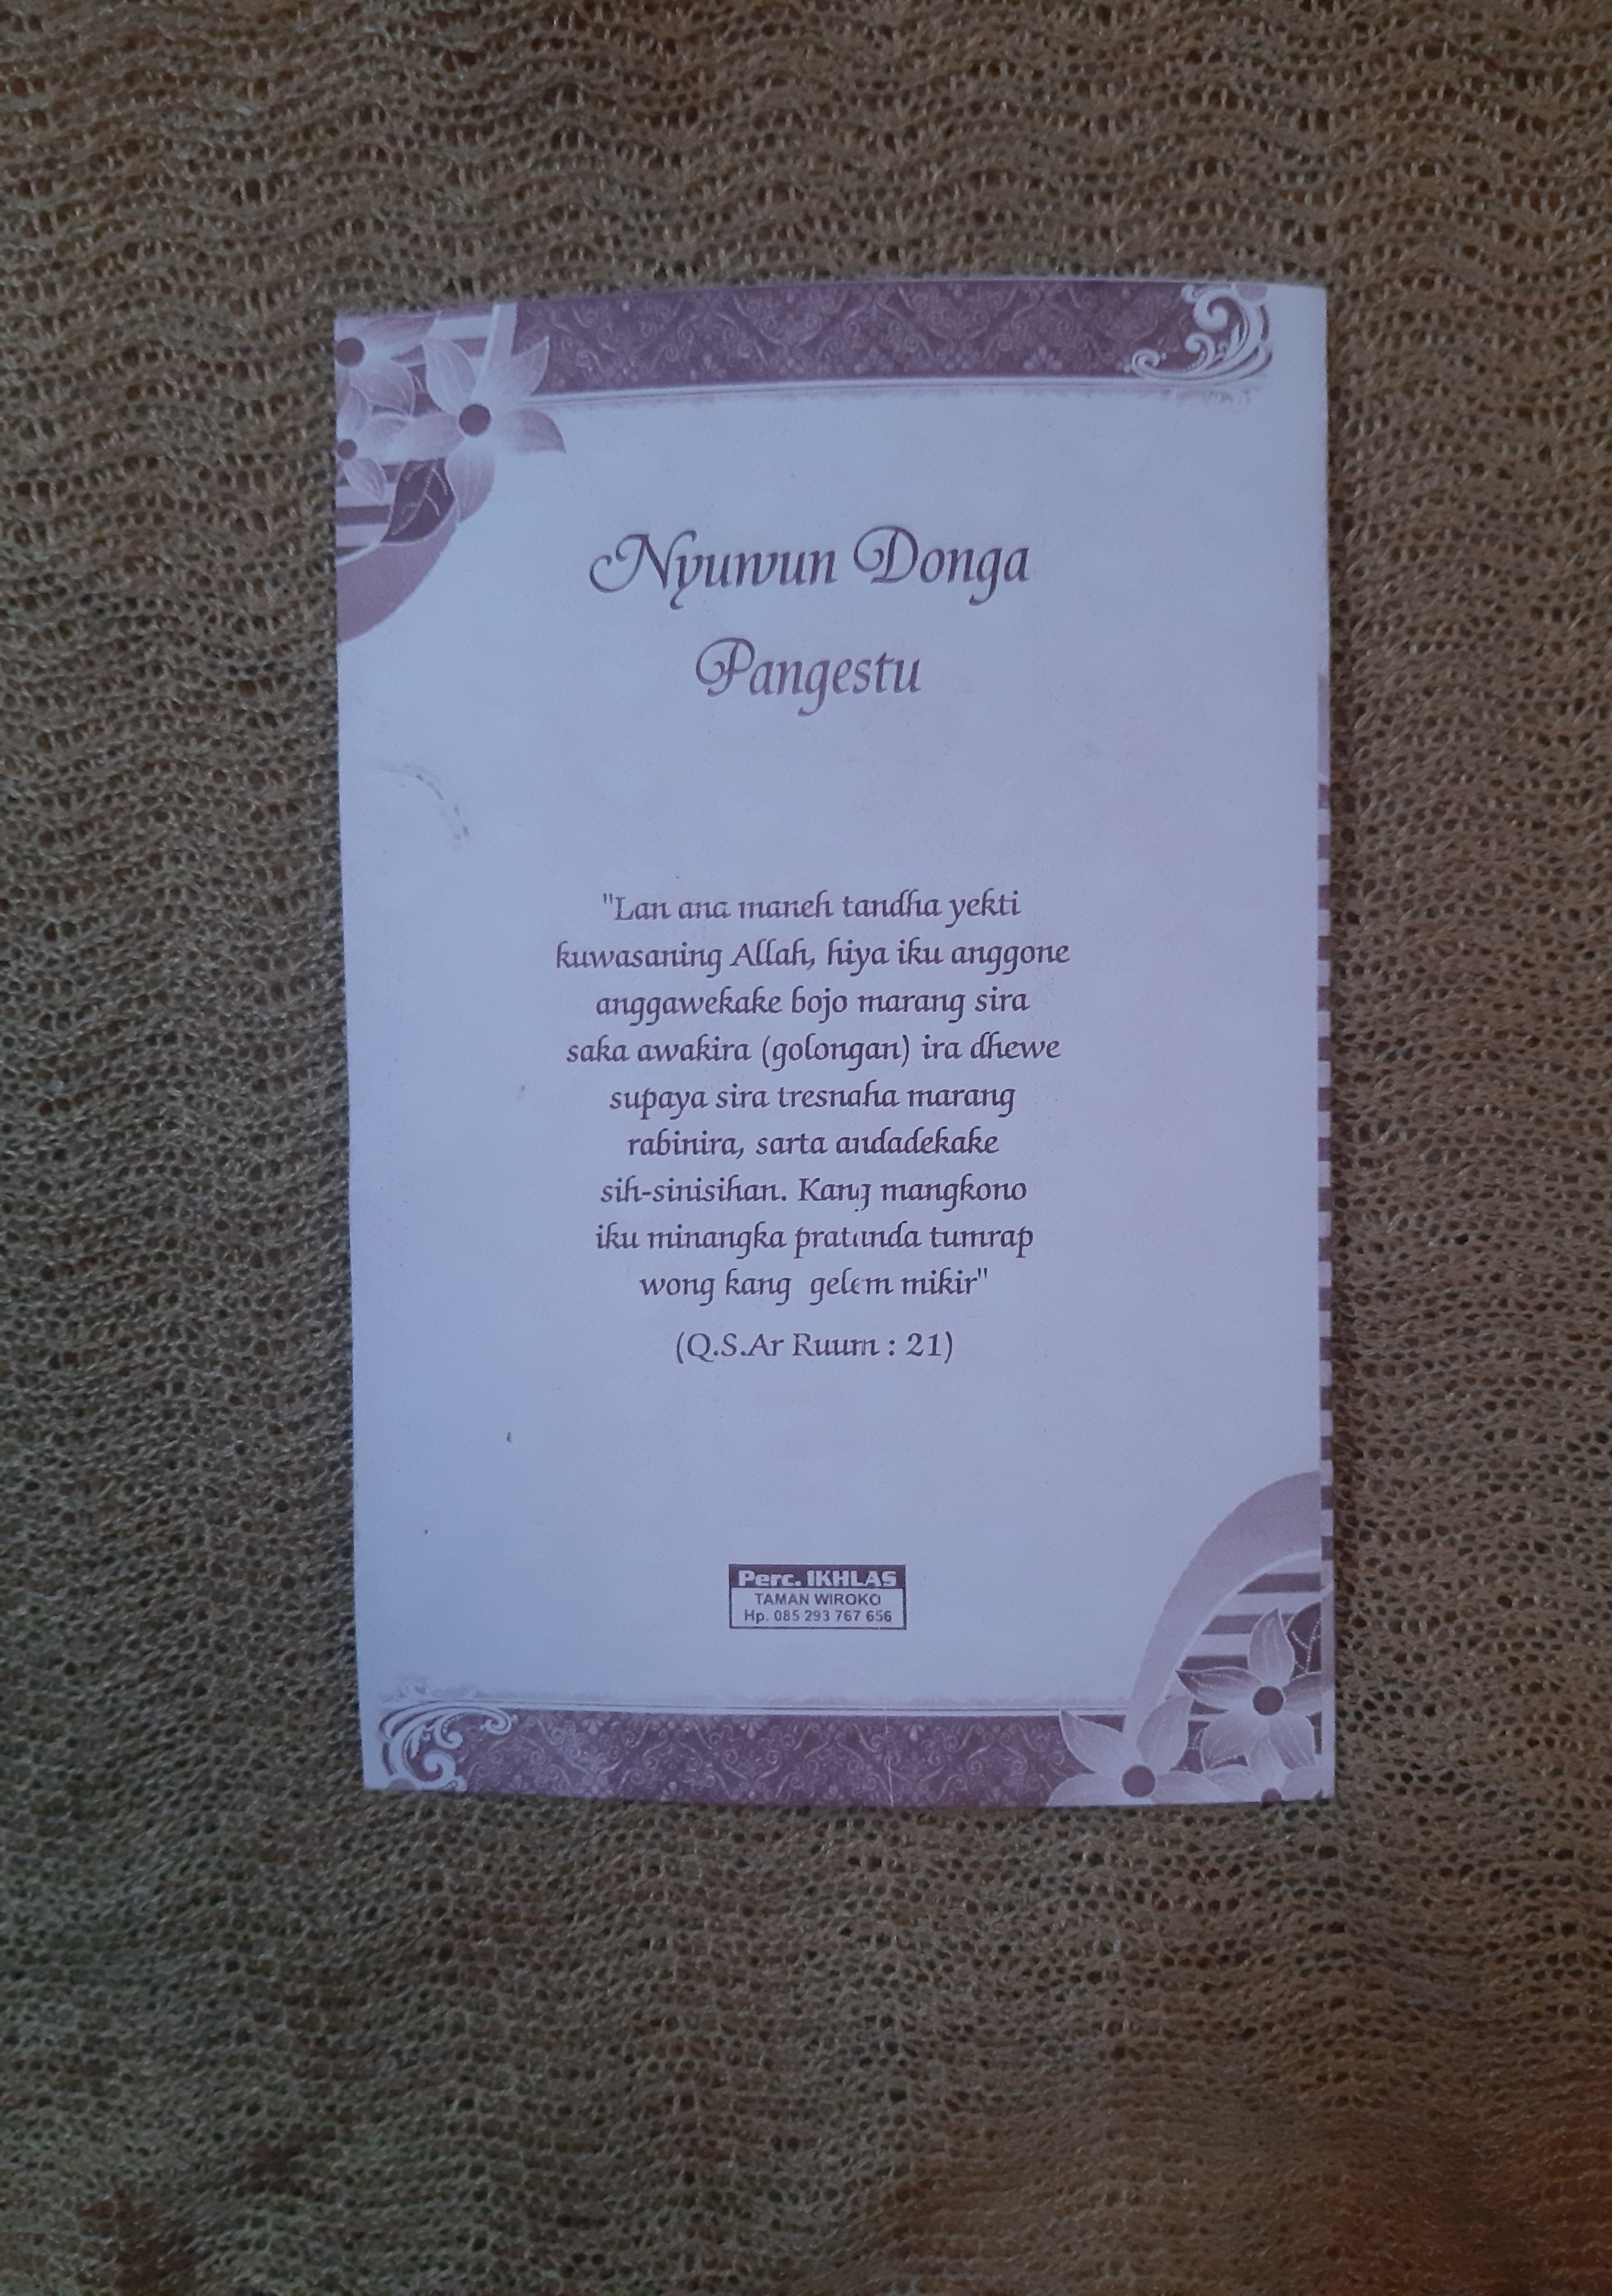 Nyuwun Donga
Pangestu
"Lan ana maneh tandha yekti
kuwasaning Allah, hiya iku anggone
anggawekake bojo marang sira
saka awakira (golongan) ira dhewe
supaya sira tresnaha marang
rabinira, sarta andadekake
sih-sinisihan. Kang mangkono
iku minangka pratanda tumrap
wong kang gelem mikir"
(Q.S.Ar Ruum : 21)
Perc. IKHLAS
TAMAN WIROKO
Hp. 085 293 767 656